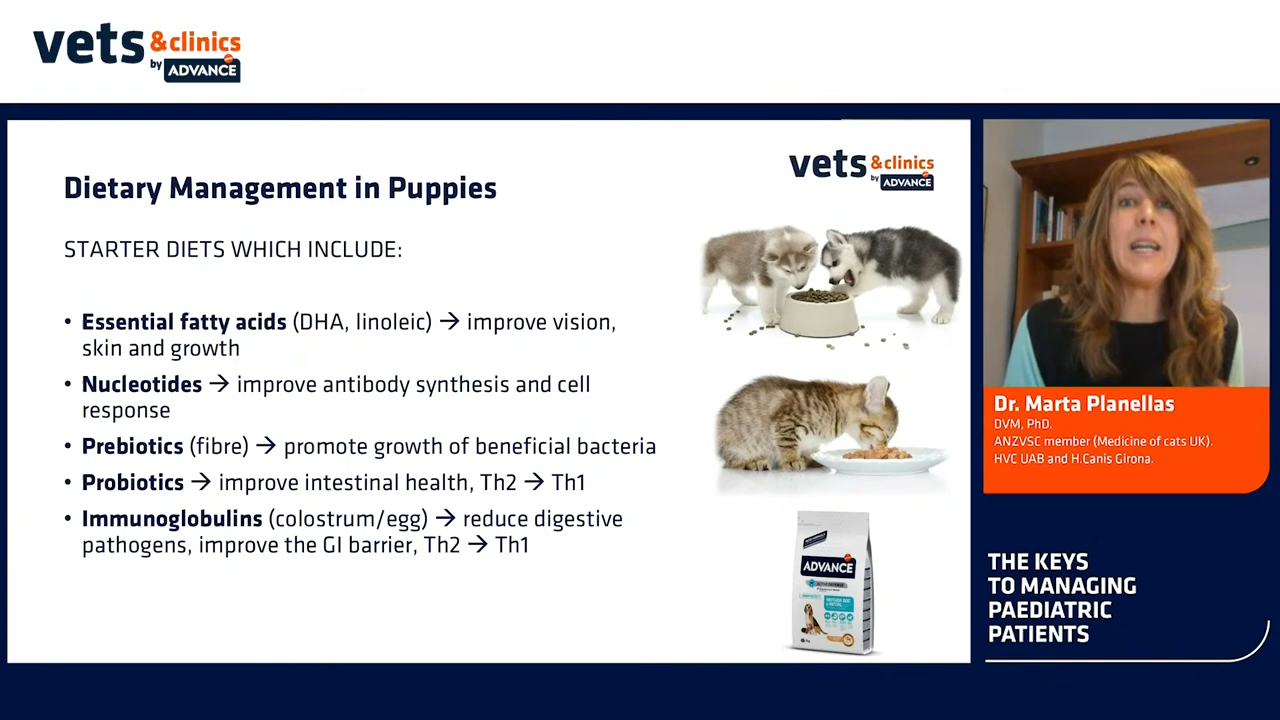 vets &clinics
by ADVANCE
vets &clinics
by ADVANCE
Dietary Management in Puppies
STARTER DIETS WHICH INCLUDE:
• Essential fatty acids (DHA, linoleic) → improve vision,
skin and growth
• Nucleotides → improve antibody synthesis and cell
response
• Prebiotics (fibre) → promote growth of beneficial bacteria
• Probiotics → improve intestinal health, Th2 → Th1
• Immunoglobulins (colostrum/egg) → reduce digestive
pathogens, improve the GI barrier, Th2 → Th1
ADVANCE
Dr. Marta Planellas
DVM, PhD.
ANZVSC member (Medicine of cats UK).
HVC UAB and H.Canis Girona.
THE KEYS
TO MANAGING
PAEDIATRIC
PATIENTS